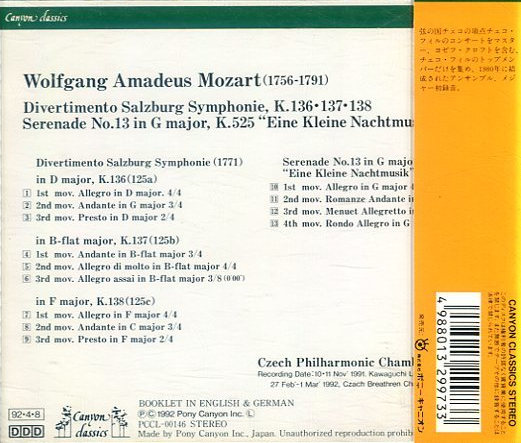 Canyon classics
Wolfgang Amadeus Mozart (1756-1791)
Divertimento Salzburg Symphonie, K.136・137・138
Serenade No.13 in G major, K.525 "Eine Kleine Nachtmu
Divertimento Salzburg Symphonie (1771)
in D major, K.136 (125a)
1 1st mov. Allegro in D major. 4/4
2 2nd mov. Andante in G major 3/4
3 3rd mov. Presto in D major 2/4
in B-flat major, K.137 (125b)
4 1st mov. Andante in B-flat major 3/4
5 2nd mov. Allegro di molto in B-flat major 4/4
6 3rd mov. Allegro assai in B-flat major 3/8 (0'00")
in F major, K.138 (125c)
7 1st mov. Allegro in F major 4/4
8 2nd mov. Andante in C major 3/4
9 3rd mov. Presto in F major 2/4
Serenade No.13 in G majo
"Eine Kleine Nachtmusik"
10 1st mov. Allegro in G major 4
11 2nd mov. Romanze Andante in
12 3rd mov. Menuet Allegretto in
13 4th mov. Rondo Allegro in G
Czech Philharmonic Cham
Recording Date:10-11 Nov 1991, Kawaguchi L
27 Feb - 1 Mar 1992, Czech Breathren Ch
92・4・8
DDD
Canyon classics
BOOKLET IN ENGLISH & GERMAN
Ⓟ Ⓒ 1992 Pony Canyon Inc. Ⓛ
PCCL-00146 STEREO
Made by Pony Canyon Inc., Japan. Unauthorized reproduction prohib
弦の国チェコの頂点チェコ・
フィルのコンサートをマスタ
ー、コゼフ・クロフトを含む、
チェコ・フィルのトップメン
バーだけを集め、1980年に結
成されたアンサンブル、メジ
ャー初録音。
CANYON CLASSICS STEREO
4988013299733
発売元
株式会社 ポニーキャニオン